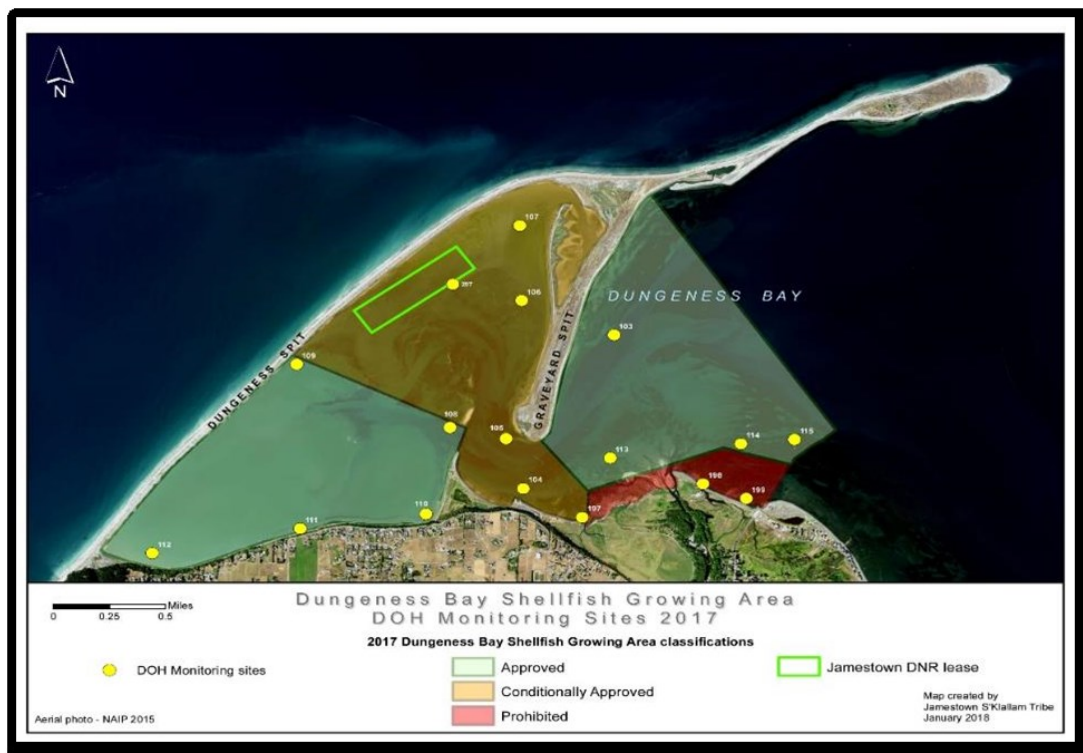 N
107
106
DUNGENESS BAY
103
GRAVEYARD SPIT
109
DUNGENESS SPIT
108
105
114
115
113
104
198
199
197
110
111
112
Dungeness Bay Shellfish Growing Area
DOH Monitoring Sites 2017
Miles
0 0.25 0.5
2017 Dungeness Bay Shellfish Growing Area classifications
DOH Monitoring sites
Approved
Conditionally Approved
Prohibited
Jamestown DNR lease
Aerial photo - NAIP 2015
Map created by
Jamestown S'Klallam Tribe
January 2018